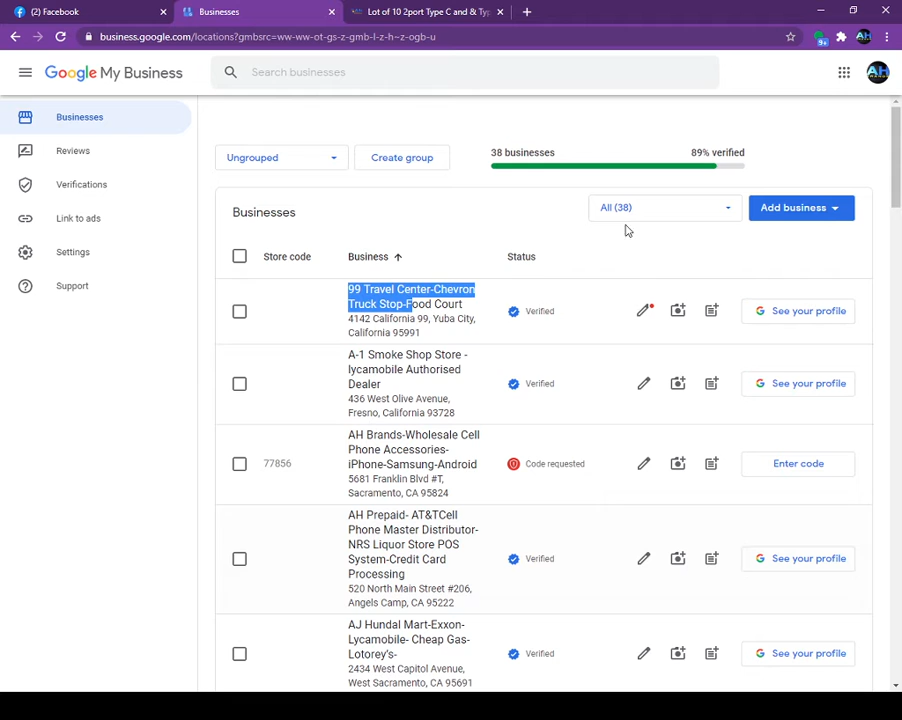 (2) Facebook
Businesses
Lot of 10 2port Type C and & Typ
business.google.com/locations?gmbsrc=ww-ww-ot-gs-z-gmb-l-z-h~z-ogb-u
9+
AH
Google My Business
Search businesses
AH
Businesses
Reviews
Verifications
Link to ads
Settings
Support
Ungrouped
Create group
38 businesses
89% verified
Businesses
All (38)
Add business
Store code
Business
Status
99 Travel Center-Chevron
Truck Stop-Food Court
4142 California 99, Yuba City,
California 95991
Verified
See your profile
A-1 Smoke Shop Store -
lycamobile Authorised
Dealer
436 West Olive Avenue,
Fresno, California 93728
Verified
See your profile
77856
AH Brands-Wholesale Cell
Phone Accessories-
iPhone-Samsung-Android
5681 Franklin Blvd #T,
Sacramento, CA 95824
Code requested
Enter code
AH Prepaid- AT&TCell
Phone Master Distributor-
NRS Liquor Store POS
System-Credit Card
Processing
520 North Main Street #206,
Angels Camp, CA 95222
Verified
See your profile
AJ Hundal Mart-Exxon-
Lycamobile- Cheap Gas-
Lotorey's-
2434 West Capitol Avenue,
West Sacramento, CA 95691
Verified
See your profile